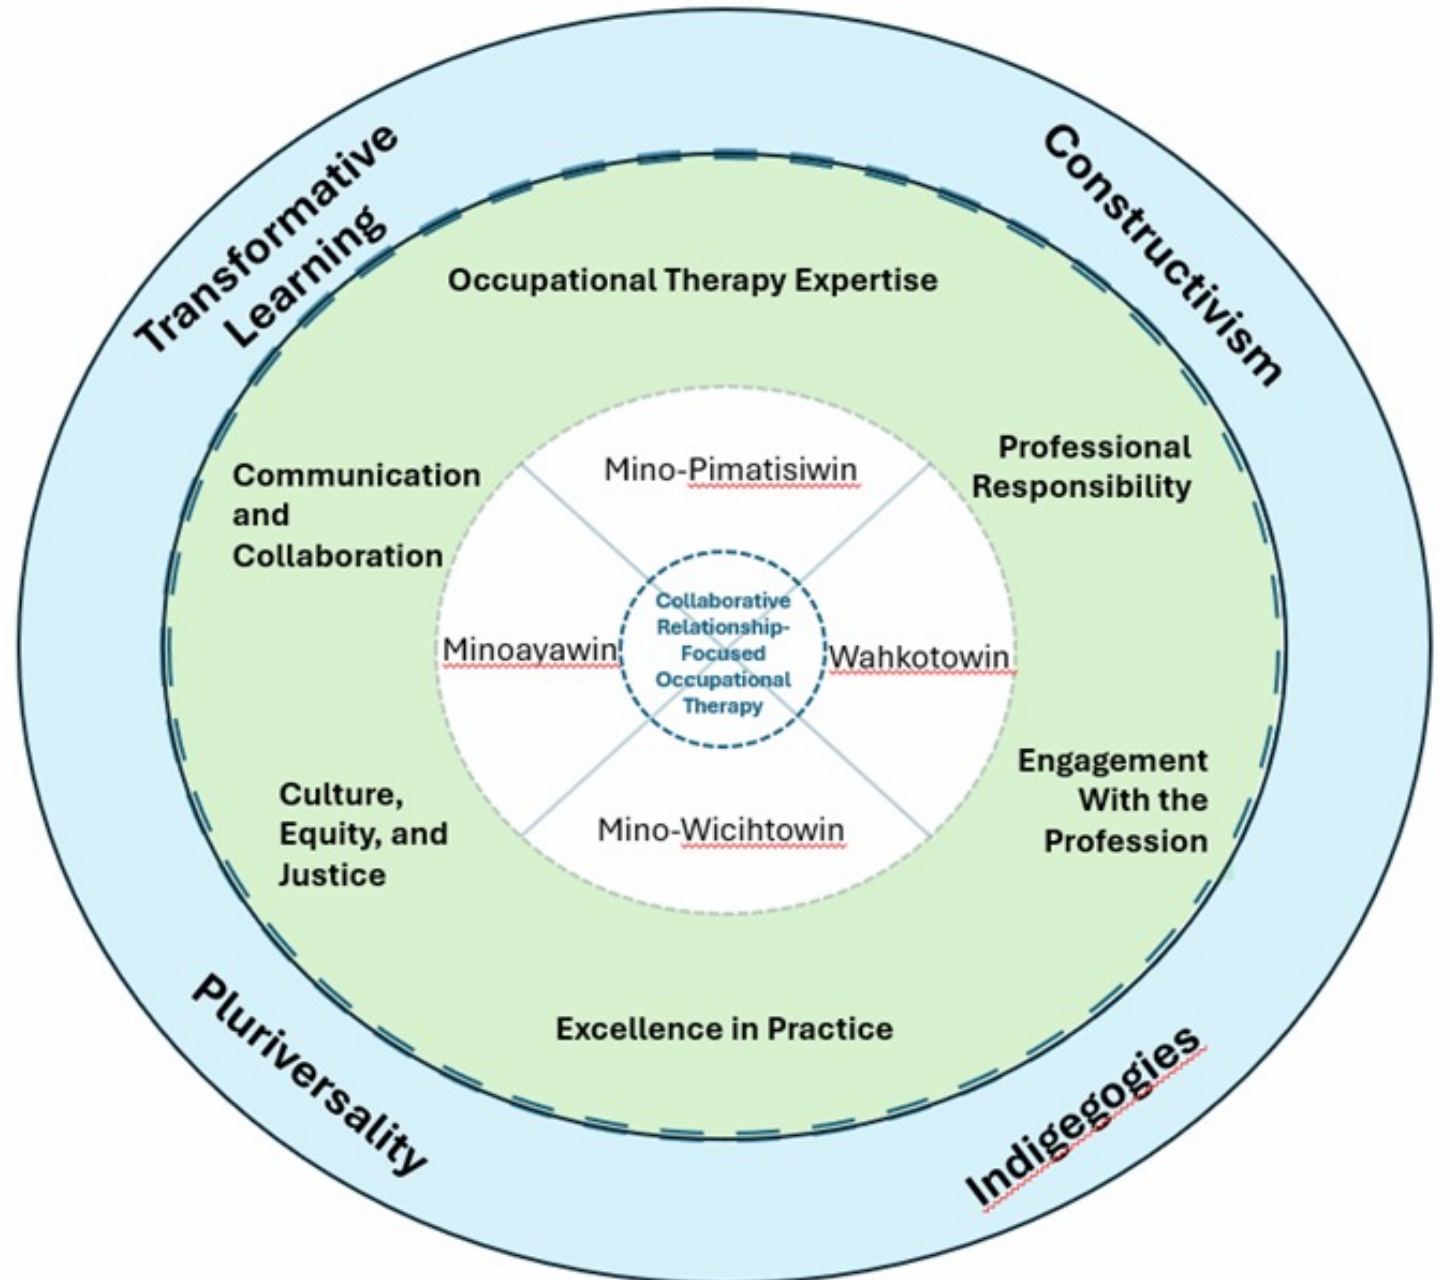 Transformative
Learning
Constructivism
Occupational Therapy Expertise
Communication
and
Collaboration
Professional
Responsibility
Mino-Pimatisiwin
Minoayawin
Collaborative
Relationship-
Focused
Occupational
Therapy
Wahkotowin
Mino-Wicihtowin
Culture,
Equity, and
Justice
Engagement
With the
Profession
Excellence in Practice
Pluriversality
Indigegogies